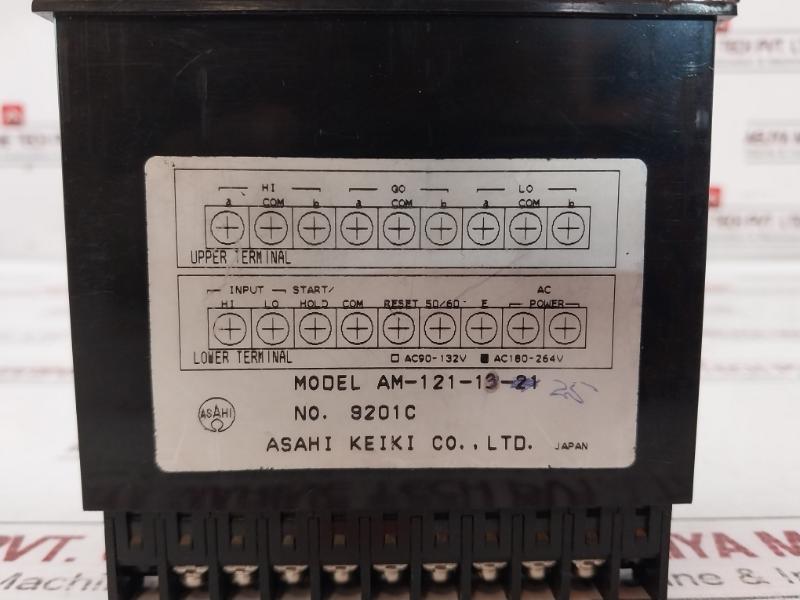 HI GO LO
a COM b a COM b a COM b
UPPER TERMINAL
INPUT START/ AC
HI LO HOLD COM RESET 50/60 E POWER
LOWER TERMINAL □ AC90-132V ■ AC180-264V
MODEL AM-121-13-21 25
ASAHI NO. 9201C
ASAHI KEIKI CO., LTD. JAPAN